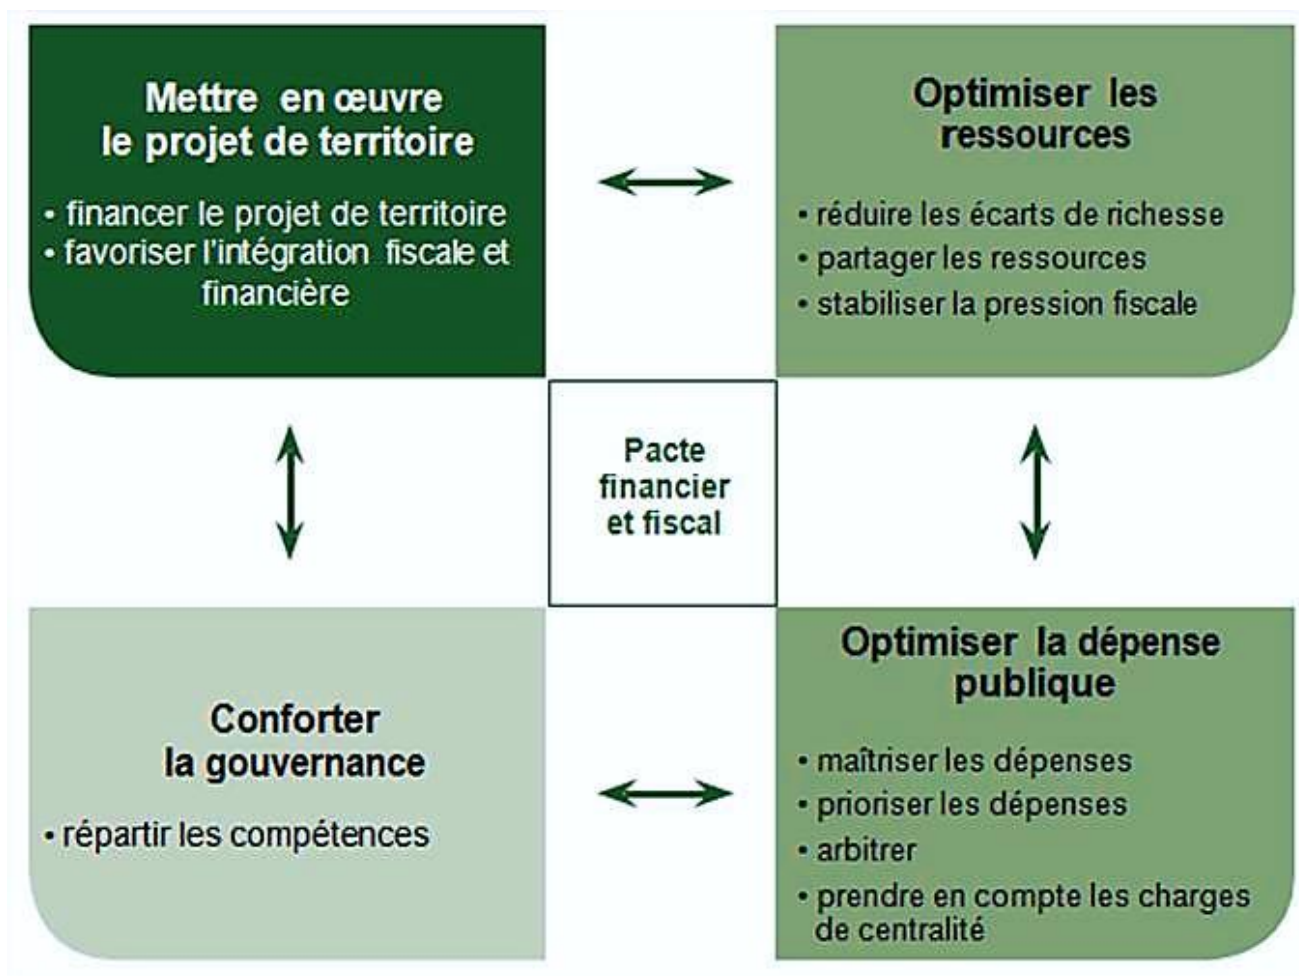 Mettre en œuvre
le projet de territoire
• financer le projet de territoire
• favoriser l'intégration fiscale et
financière
Optimiser les
ressources
• réduire les écarts de richesse
• partager les ressources
• stabiliser la pression fiscale
Pacte
financier
et fiscal
Conforter
la gouvernance
• répartir les compétences
Optimiser la dépense
publique
• maîtriser les dépenses
• prioriser les dépenses
• arbitrer
• prendre en compte les charges
de centralité